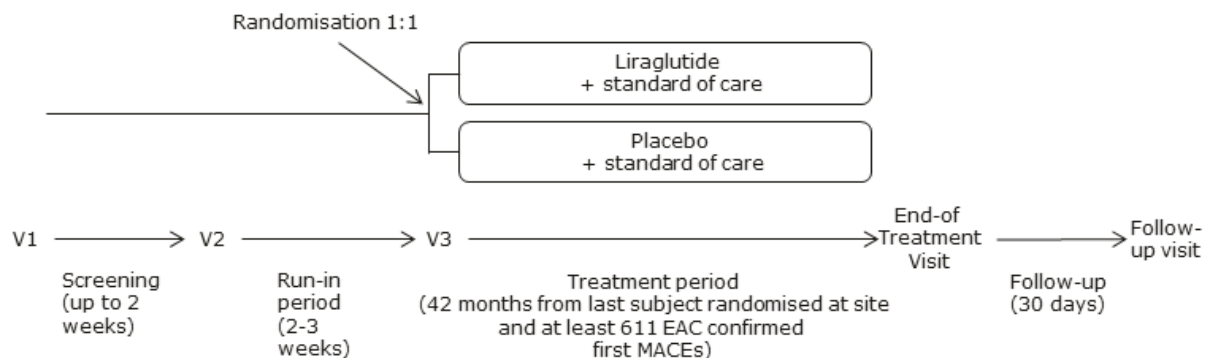 Randomisation 1:1
Liraglutide
+ standard of care
Placebo
+ standard of care
V1
V2
V3
End-of
Treatment
Visit
Follow-
up visit
Screening
(up to 2
weeks)
Run-in
period
(2-3
weeks)
Treatment period
(42 months from last subject randomised at site
and at least 611 EAC confirmed
first MACEs)
Follow-up
(30 days)